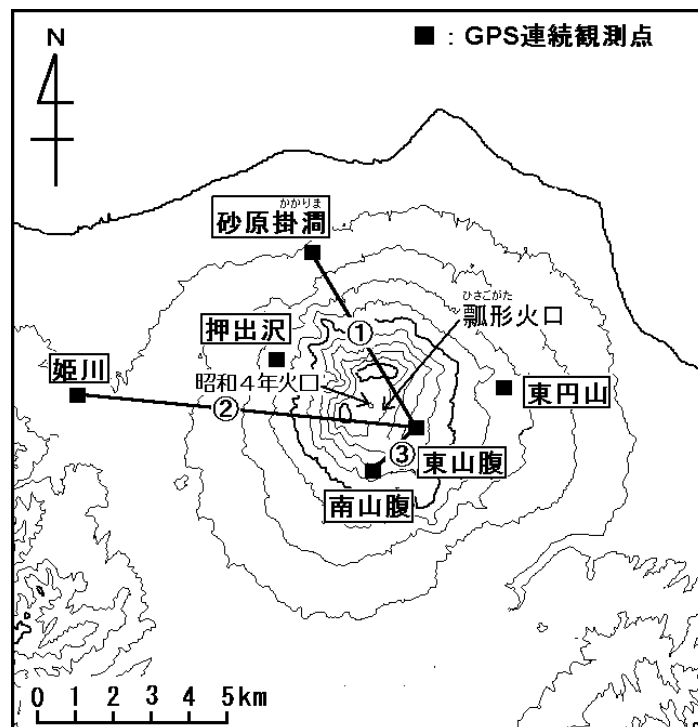 N
■：GPS連続観測点
かかりま
砂原掛澗
ひさごがた
瓢形火口
①
押出沢
姫川
昭和４年火口
東円山
②
③
東山腹
南山腹
0 1 2 3 4 5km